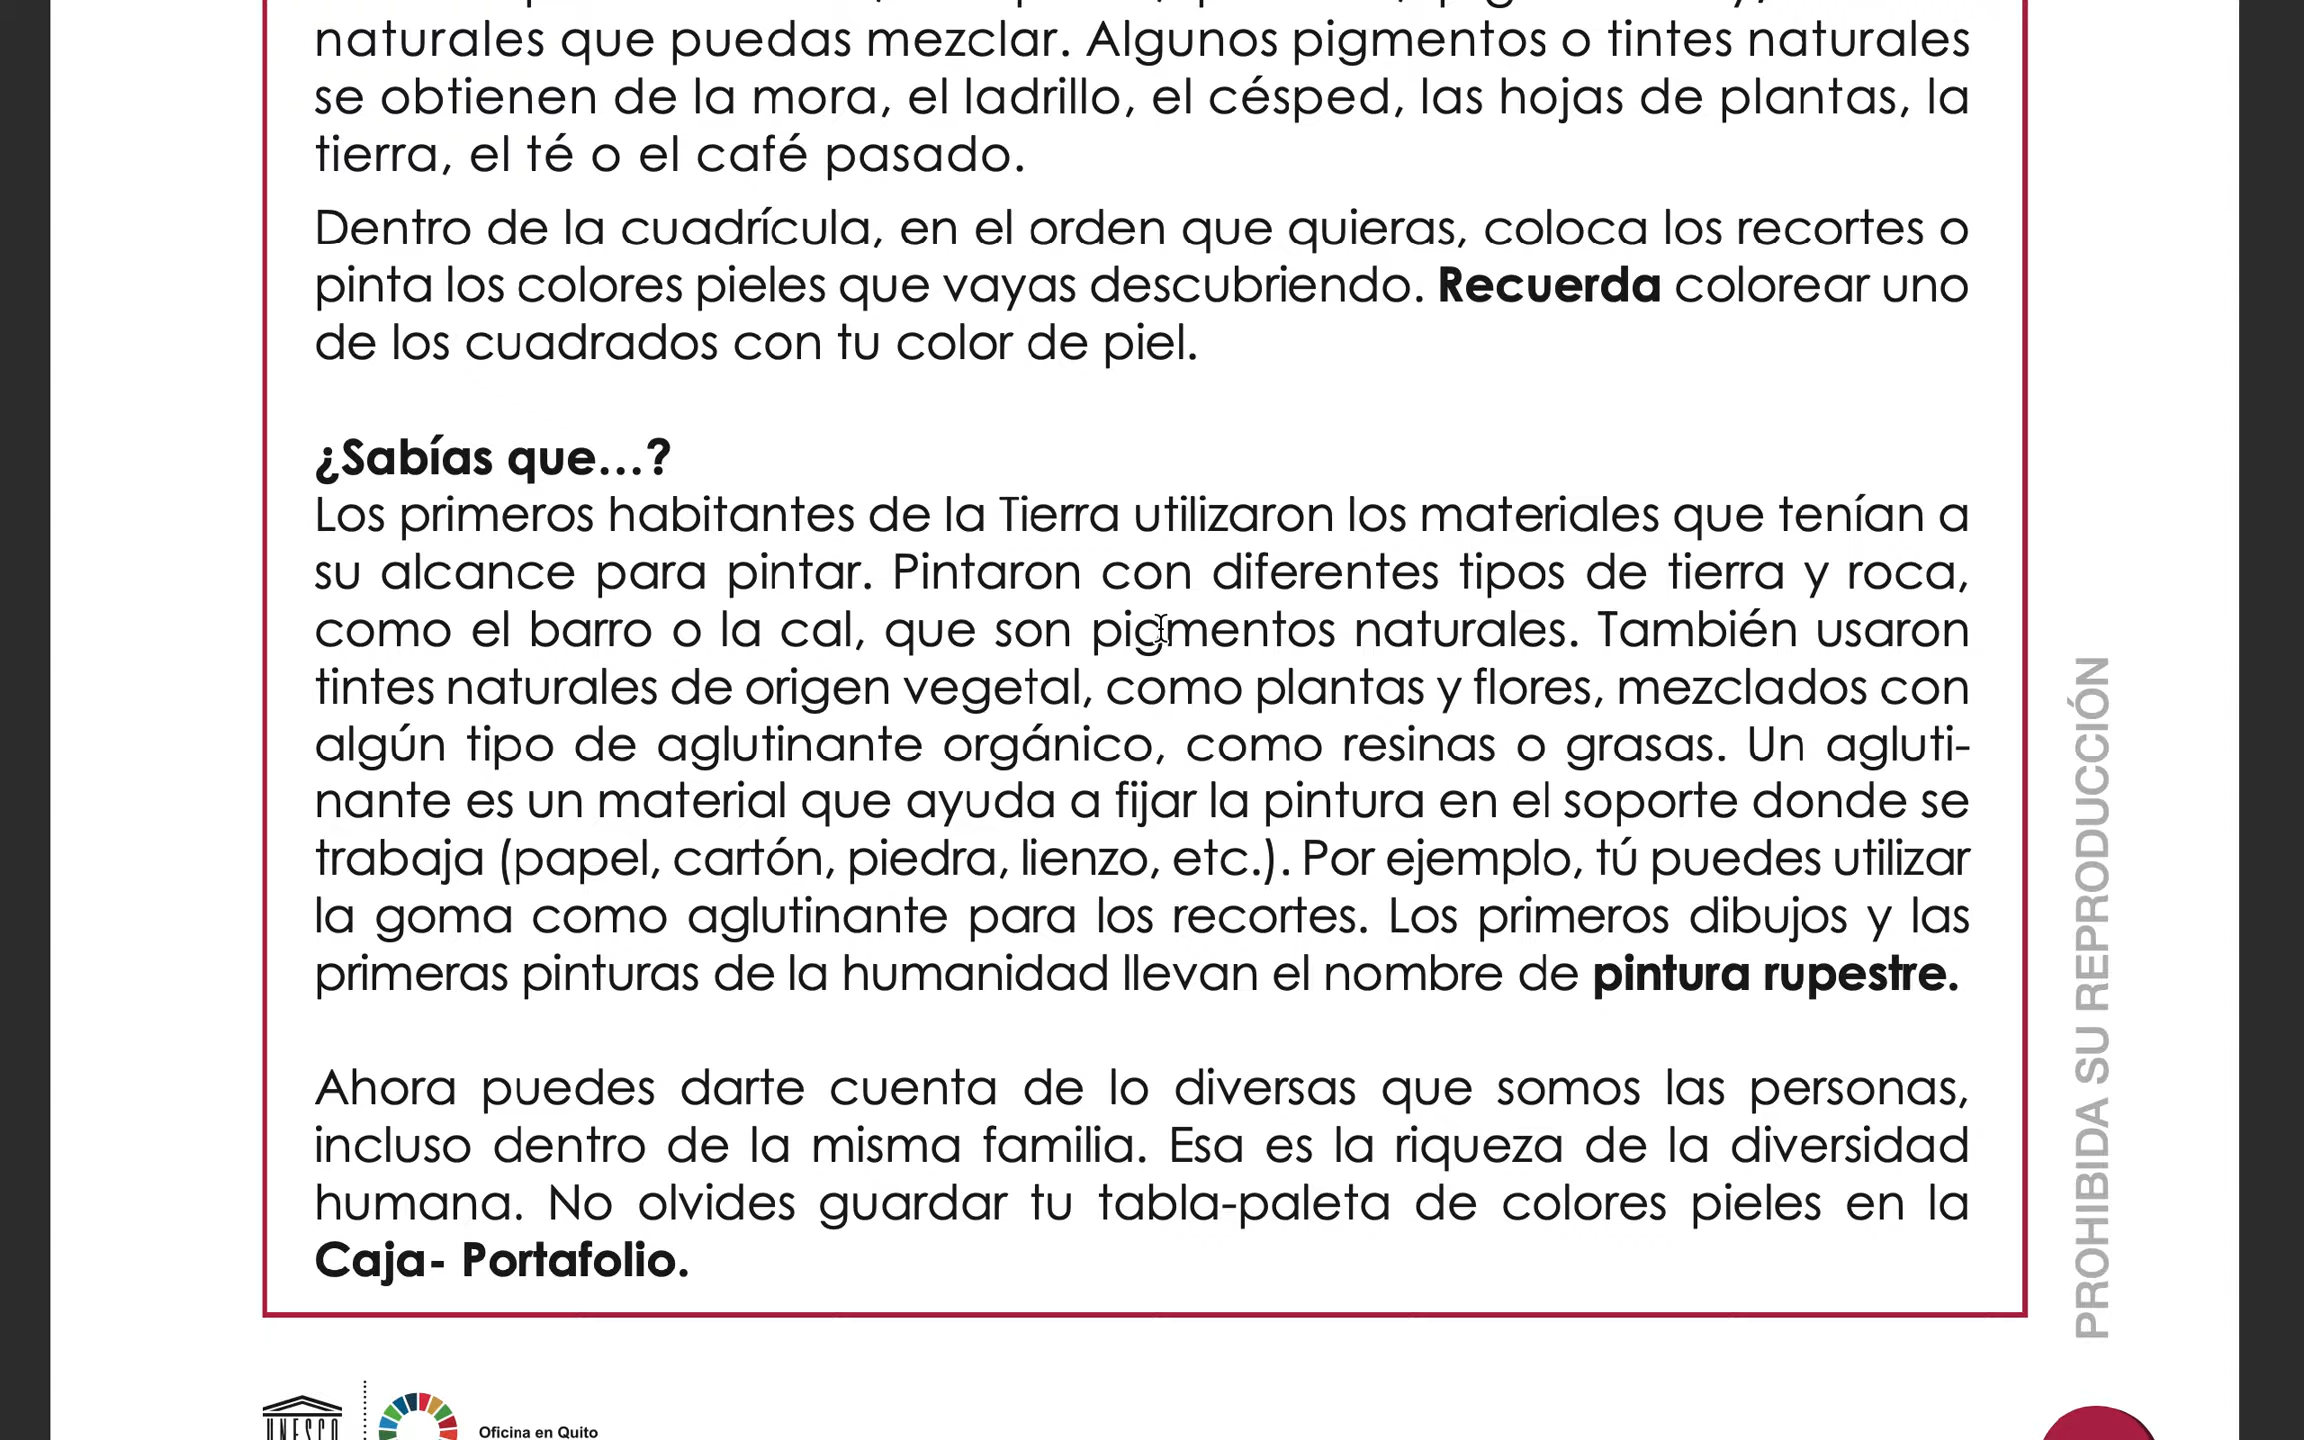 naturales que puedas mezclar. Algunos pigmentos o tintes naturales
se obtienen de la mora, el ladrillo, el césped, las hojas de plantas, la
tierra, el té o el café pasado.
Dentro de la cuadrícula, en el orden que quieras, coloca los recortes o
pinta los colores pieles que vayas descubriendo. Recuerda colorear uno
de los cuadrados con tu color de piel.
¿Sabías que...?
Los primeros habitantes de la Tierra utilizaron los materiales que tenían a
su alcance para pintar. Pintaron con diferentes tipos de tierra y roca,
como el barro o la cal, que son pigmentos naturales. También usaron
tintes naturales de origen vegetal, como plantas y flores, mezclados con
algún tipo de aglutinante orgánico, como resinas o grasas. Un agluti-
nante es un material que ayuda a fijar la pintura en el soporte donde se
trabaja (papel, cartón, piedra, lienzo, etc.). Por ejemplo, tú puedes utilizar
la goma como aglutinante para los recortes. Los primeros dibujos y las
primeras pinturas de la humanidad llevan el nombre de pintura rupestre.
Ahora puedes darte cuenta de lo diversas que somos las personas,
incluso dentro de la misma familia. Esa es la riqueza de la diversidad
humana. No olvides guardar tu tabla-paleta de colores pieles en la
Caja- Portafolio.
PROHIBIDA SU REPRODUCCIÓN
UNESCO
Oficina en Quito